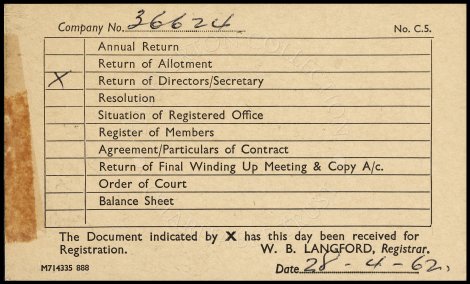 Company No. 36624 No. C.5.
Annual Return
Return of Allotment
X Return of Directors/Secretary
Resolution
Situation of Registered Office
Register of Members
Agreement/Particulars of Contract
Return of Final Winding Up Meeting & Copy A/c.
Order of Court
Balance Sheet
The Document indicated by X has this day been received for
Registration. W. B. LANGFORD, Registrar.
M714335 888 Date 28-4-62.